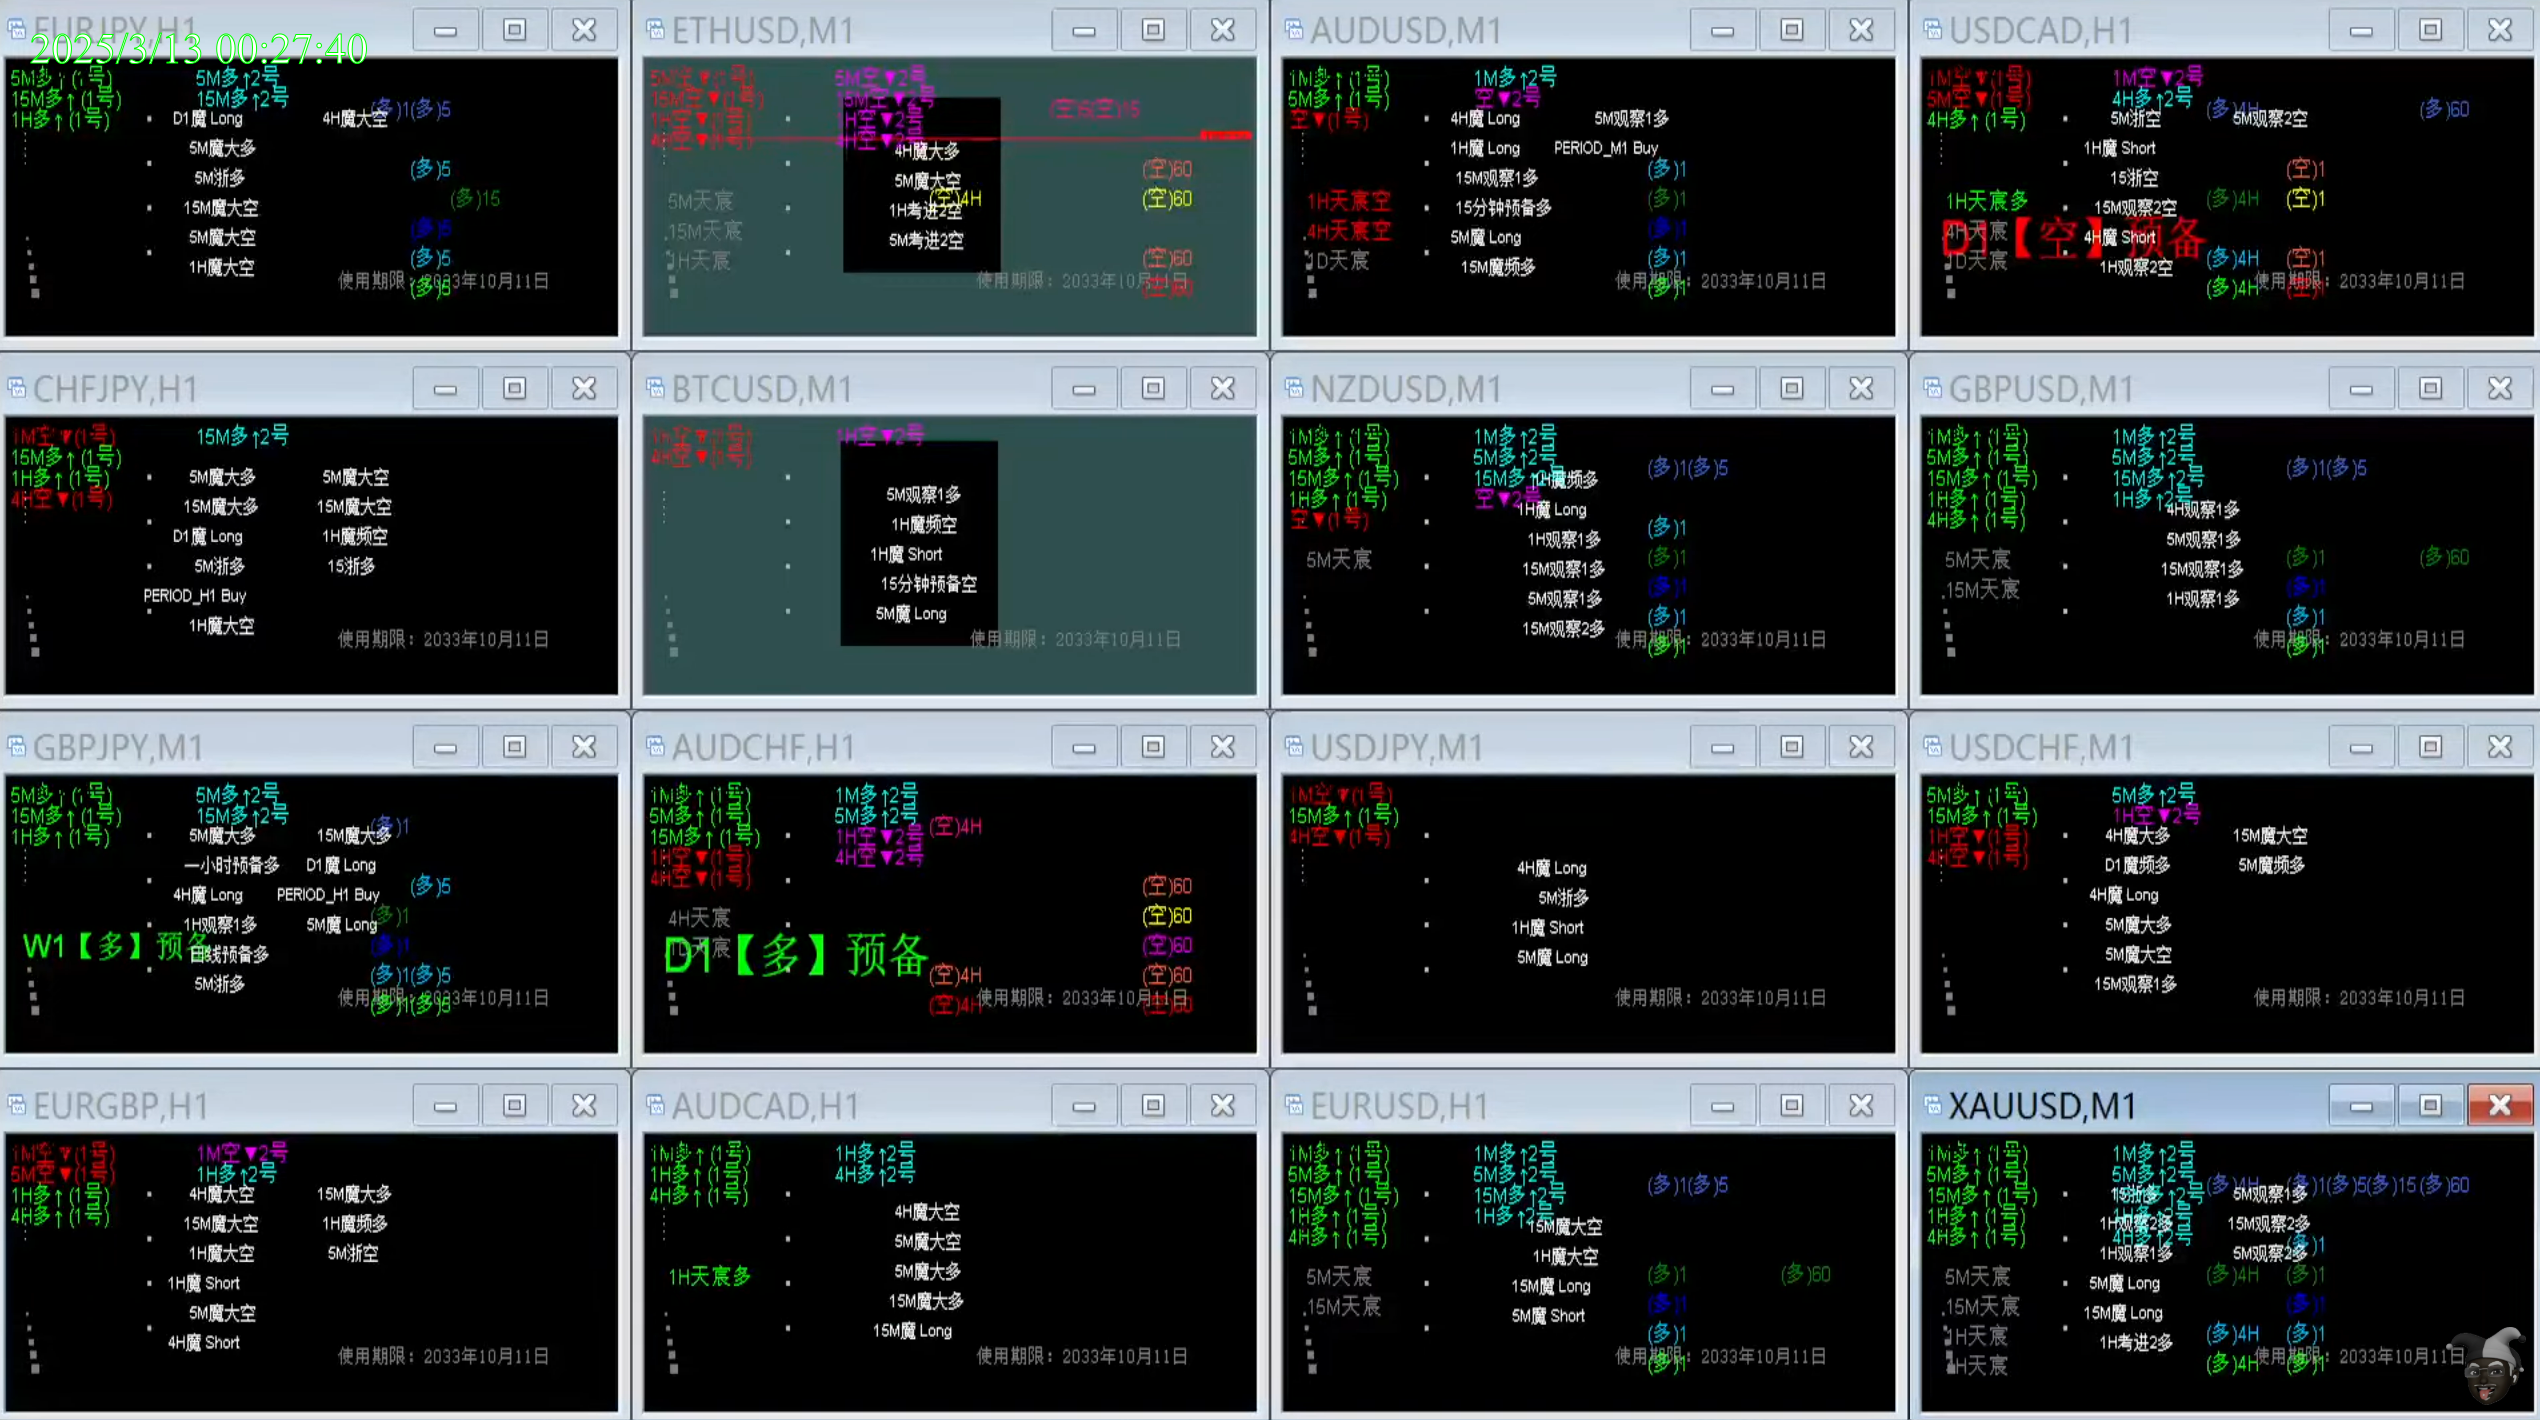 EURJPY,H1
2025/3/13 00:27:40
5M多↑(1号) 5M多↑2号
15M多↑(1号) 15M多↑2号
(多)1(多)5
1H多↑(1号) D1魔 Long 4H魔大空
5M魔大多
5M浙多 (多)5
(多)15
15M魔大空
5M魔大空 (多)5
1H魔大空 (多)5
使用期限：2033年10月11日
(多)5
ETHUSD,M1
5M空▼(1号) 5M空▼2号
15M空▼(1号) 15M空▼2号
1H空▼(1号) 1H空▼2号
4H空▼(1号) 4H空▼2号
4H魔大多
5M魔大空 (空)60
5M天宸 (空)4H (空)60
1H考进2空
15M天宸
5M考进2空
1H天宸 (空)60
使用期限：2033年10月11日
AUDUSD,M1
1M多↑(1号) 1M多↑2号
5M多↑(1号) 空▼2号
空▼(1号) 4H魔 Long 5M观察1多
1H魔 Long PERIOD_M1 Buy
15M观察1多 (多)1
1H天宸空 15分钟预备多 (多)1
4H天宸空 5M魔 Long (多)1
1D天宸 15M魔频多 (多)1
使用期限：2033年10月11日
(多)1
USDCAD,H1
1M空▼(1号) 1M空▼2号
5M空▼(1号) 4H多↑2号
(多)4H (多)60
4H多↑(1号) 5M浙空 5M观察2空
1H魔 Short
15浙空 (空)1
1H天宸多 15M观察2空 (多)4H (空)1
4H天宸 4H魔 Short
D1【空】预备
1D天宸 1H观察2空 (多)4H (空)1
使用期限：2033年10月11日
(多)4H (空)1
CHFJPY,H1
1M空▼(1号) 15M多↑2号
15M多↑(1号)
1H多↑(1号) 5M魔大多 5M魔大空
4H空▼(1号) 15M魔大多 15M魔大空
D1魔 Long 1H魔频空
5M浙多 15浙多
PERIOD_H1 Buy
1H魔大空
使用期限：2033年10月11日
BTCUSD,M1
1H空▼2号
4H空▼(1号)
5M观察1多
1H魔频空
1H魔 Short
15分钟预备空
5M魔 Long
使用期限：2033年10月11日
NZDUSD,M1
1M多↑(1号) 1M多↑2号
5M多↑(1号) 5M多↑2号
(多)1(多)5
15M多↑(1号) 15M多↑2号 1H魔频多
1H多↑(1号) 空▼2号
1H魔 Long
空▼(1号) (多)1
1H观察1多
5M天宸 (多)1
15M观察1多
5M观察1多 (多)1
15M观察2多 (多)1
使用期限：2033年10月11日
(多)1
GBPUSD,M1
1M多↑(1号) 1M多↑2号
5M多↑(1号) 5M多↑2号
(多)1(多)5
15M多↑(1号) 15M多↑2号
1H多↑(1号) 1H多↑2号
4H观察1多
4H多↑(1号)
5M观察1多
5M天宸 (多)1 (多)60
15M观察1多
15M天宸 (多)1
1H观察1多 (多)1
使用期限：2033年10月11日
(多)1
GBPJPY,M1
5M多↑(1号) 5M多↑2号
15M多↑(1号) 15M多↑2号
(多)1
1H多↑(1号) 5M魔大多 15M魔大多
一小时预备多 D1魔 Long
(多)5
4H魔 Long PERIOD_H1 Buy
(多)1
1H观察1多 5M魔 Long
W1【多】预备 (多)1
日线预备多
5M浙多 (多)1(多)5
使用期限：2033年10月11日
(多)1(多)5
AUDCHF,H1
1M多↑(1号) 1M多↑2号
5M多↑(1号) 5M多↑2号
(空)4H
15M多↑(1号) 1H空▼2号
1H空▼(1号) 4H空▼2号
4H空▼(1号) (空)60
4H天宸 (空)60
1D天宸 (空)60
D1【多】预备
(空)4H (空)60
使用期限：2033年10月11日
(空)4H (空)60
USDJPY,M1
1M空▼(1号)
15M多↑(1号)
4H空▼(1号)
4H魔 Long
5M浙多
1H魔 Short
5M魔 Long
使用期限：2033年10月11日
USDCHF,M1
5M多↑(1号) 5M多↑2号
15M多↑(1号) 1H空▼2号
1H空▼(1号) 4H魔大多 15M魔大空
4H空▼(1号) D1魔频多 5M魔频多
4H魔 Long
5M魔大多
5M魔大空
15M观察1多
使用期限：2033年10月11日
EURGBP,H1
1M空▼(1号) 1M空▼2号
5M空▼(1号) 1H多↑2号
1H多↑(1号) 4H魔大空 15M魔大多
4H多↑(1号) 15M魔大空 1H魔频多
1H魔大空 5M浙空
1H魔 Short
5M魔大空
4H魔 Short
使用期限：2033年10月11日
AUDCAD,H1
1M多↑(1号) 1H多↑2号
1H多↑(1号) 4H多↑2号
4H多↑(1号)
4H魔大空
5M魔大空
1H天宸多 5M魔大多
15M魔大多
15M魔 Long
使用期限：2033年10月11日
EURUSD,H1
1M多↑(1号) 1M多↑2号
5M多↑(1号) 5M多↑2号
(多)1(多)5
15M多↑(1号) 15M多↑2号
1H多↑(1号) 1H多↑2号
15M魔大空
4H多↑(1号)
1H魔大空
5M天宸 (多)1 (多)60
15M魔 Long
15M天宸 (多)1
5M魔 Short (多)1
使用期限：2033年10月11日
(多)1
XAUUSD,M1
1M多↑(1号) 1M多↑2号
5M多↑(1号) 5M多↑2号
(多)4H (多)1(多)5(多)15(多)60
15M多↑(1号) 15浙多 5M观察1多
1H多↑(1号) 1H观察2多 15M观察2多
4H多↑(1号) 4H多↑2号 (多)1
1H观察1多 5M观察2多
5M天宸 5M魔 Long (多)4H (多)1
15M天宸 15M魔 Long (多)1
1H天宸 1H考进2多 (多)4H (多)1
使用期限：2033年10月11日
4H天宸 (多)4H (多)1